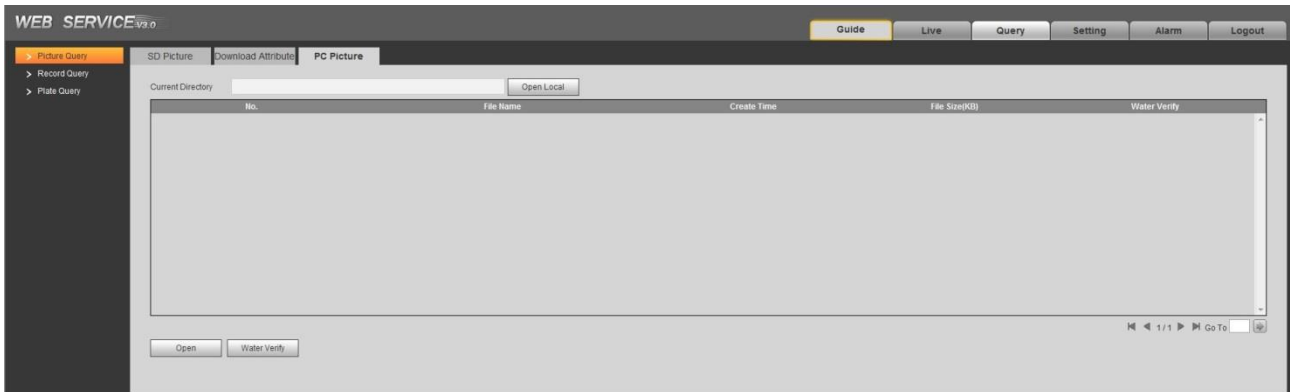 WEB SERVICE V3.0
Guide Live Query Setting Alarm Logout
> Picture Query
> Record Query
> Plate Query
SD Picture Download Attribute PC Picture
Current Directory Open Local
No. File Name Create Time File Size(KB) Water Verify
1/1 Go To
Open Water Verify